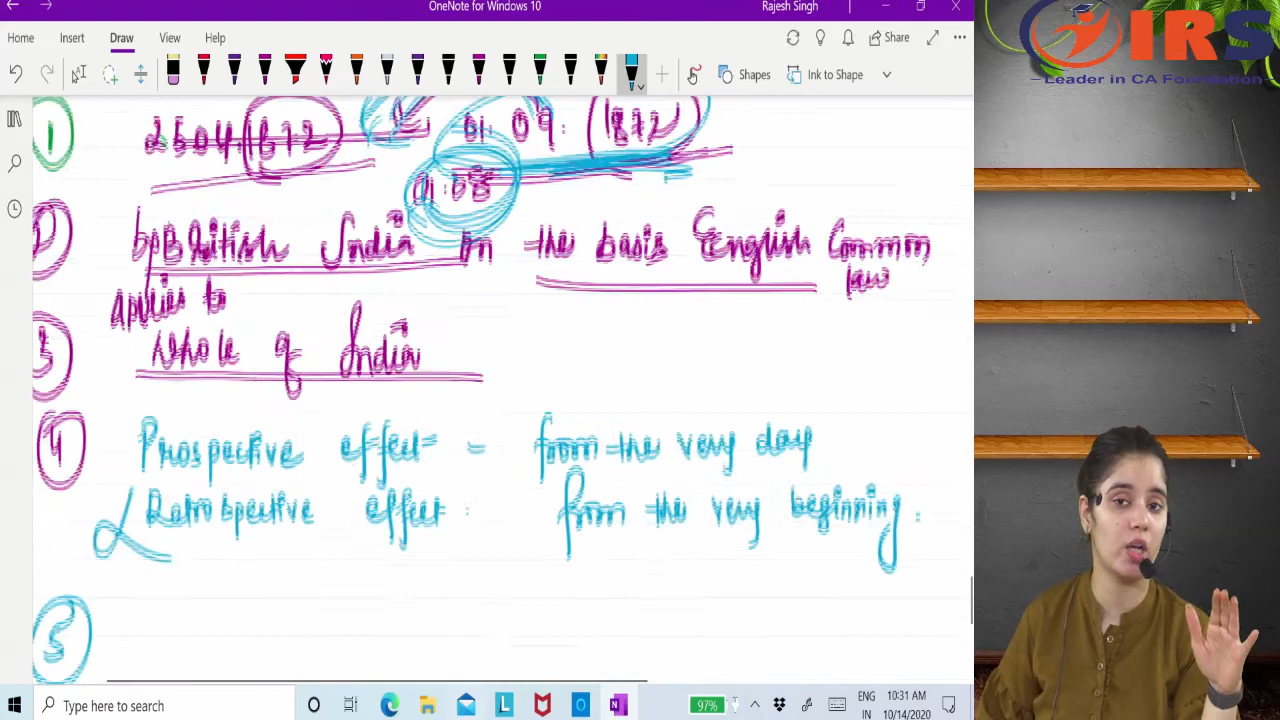 OneNote for Windows 10
Rajesh Singh
Home Insert Draw View Help
Share
Shapes
Ink to Shape
IRS
Leader in CA Foundation
1 2504.1872 01.09.(1872)
01.08
British India on the basis English Common law
applies to
3 whole of India
4 Prospective effect = from the very day
Retrospective effect from the very beginning.
5
Type here to search
97%
ENG
IN
10:31 AM
10/14/2020